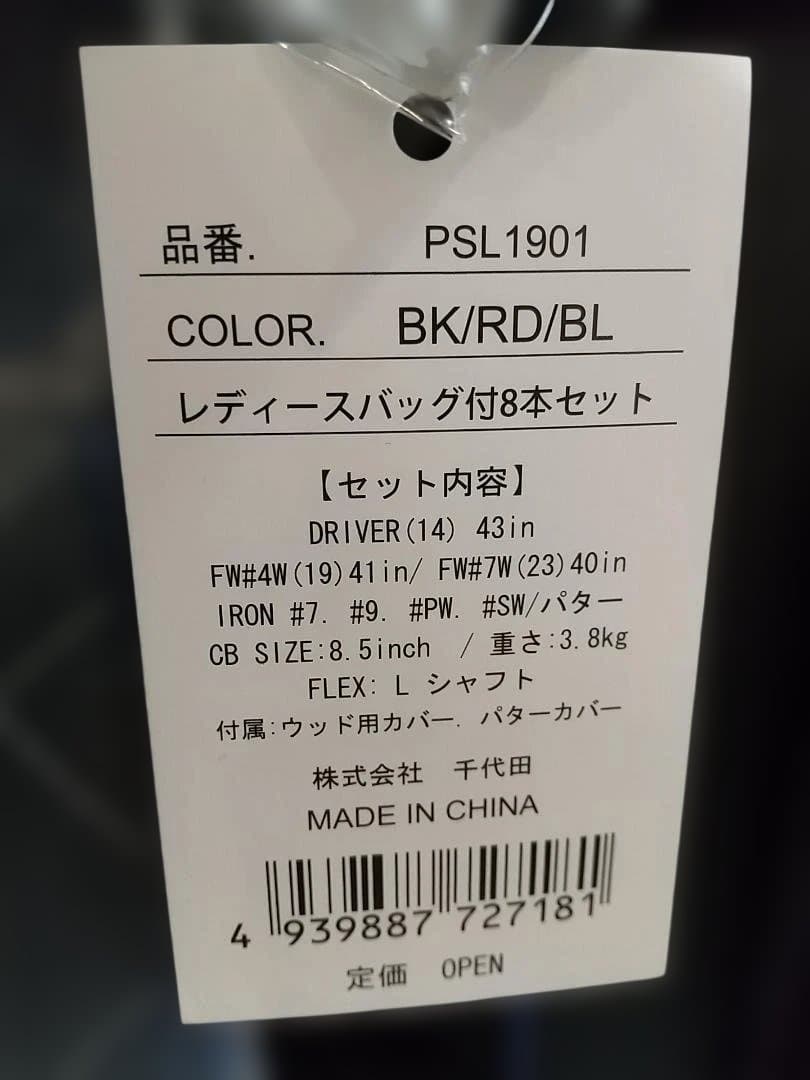 品番. PSL1901
COLOR. BK/RD/BL
レディースバッグ付8本セット
【セット内容】
DRIVER(14) 43in
FW#4W(19)41in/ FW#7W(23)40in
IRON #7. #9. #PW. #SW/パター
CB SIZE:8.5inch / 重さ:3.8kg
FLEX: L シャフト
付属:ウッド用カバー. パターカバー
株式会社 千代田
MADE IN CHINA
4 939887 727181
定価 OPEN